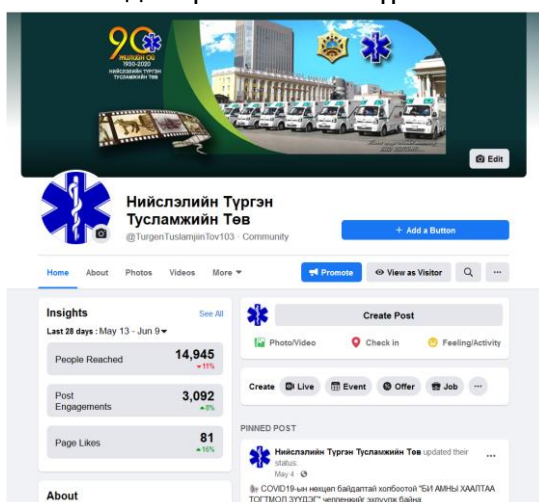 90
ЖИЛИЙН ОЙ
1930-2020
НИЙСЛЭЛИЙН ТҮРГЭН
ТУСЛАМЖИЙН ТӨВ
Edit
Нийслэлийн Түргэн
Тусламжийн Төв
@TurgenTuslamjiinTov103 · Community
+ Add a Button
Home About Photos Videos More
Promote View as Visitor ...
Insights See All
Last 28 days : May 13 - Jun 9
People Reached 14,945
11%
Post
Engagements 3,092
8%
Page Likes 81
16%
About
Create Post
Photo/Video Check in Feeling/Activity
Create Live Event Offer Job ...
PINNED POST
Нийслэлийн Түргэн Тусламжийн Төв updated their
status.
May 4 ·
COVID19-ын нөхцөл байдалтай холбоотой "БИ АМНЫ ХААЛТАА
ТОГТМОЛ ЗҮҮДЭГ" челленжийг эхлүүлж байна.